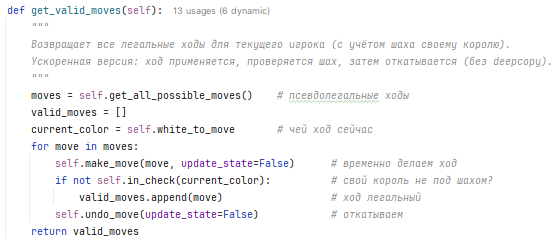 def get_valid_moves(self):  13 usages (6 dynamic)
    """
    Возвращает все легальные ходы для текущего игрока (с учётом шаха своему королю).
    Ускоренная версия: ход применяется, проверяется шах, затем откатывается (без deepcopy).
    """
    moves = self.get_all_possible_moves()    # псевдолегальные ходы
    valid_moves = []
    current_color = self.white_to_move       # чей ход сейчас
    for move in moves:
        self.make_move(move, update_state=False)      # временно делаем ход
        if not self.in_check(current_color):          # свой король не под шахом?
            valid_moves.append(move)                  # ход легальный
        self.undo_move(update_state=False)            # откатываем
    return valid_moves